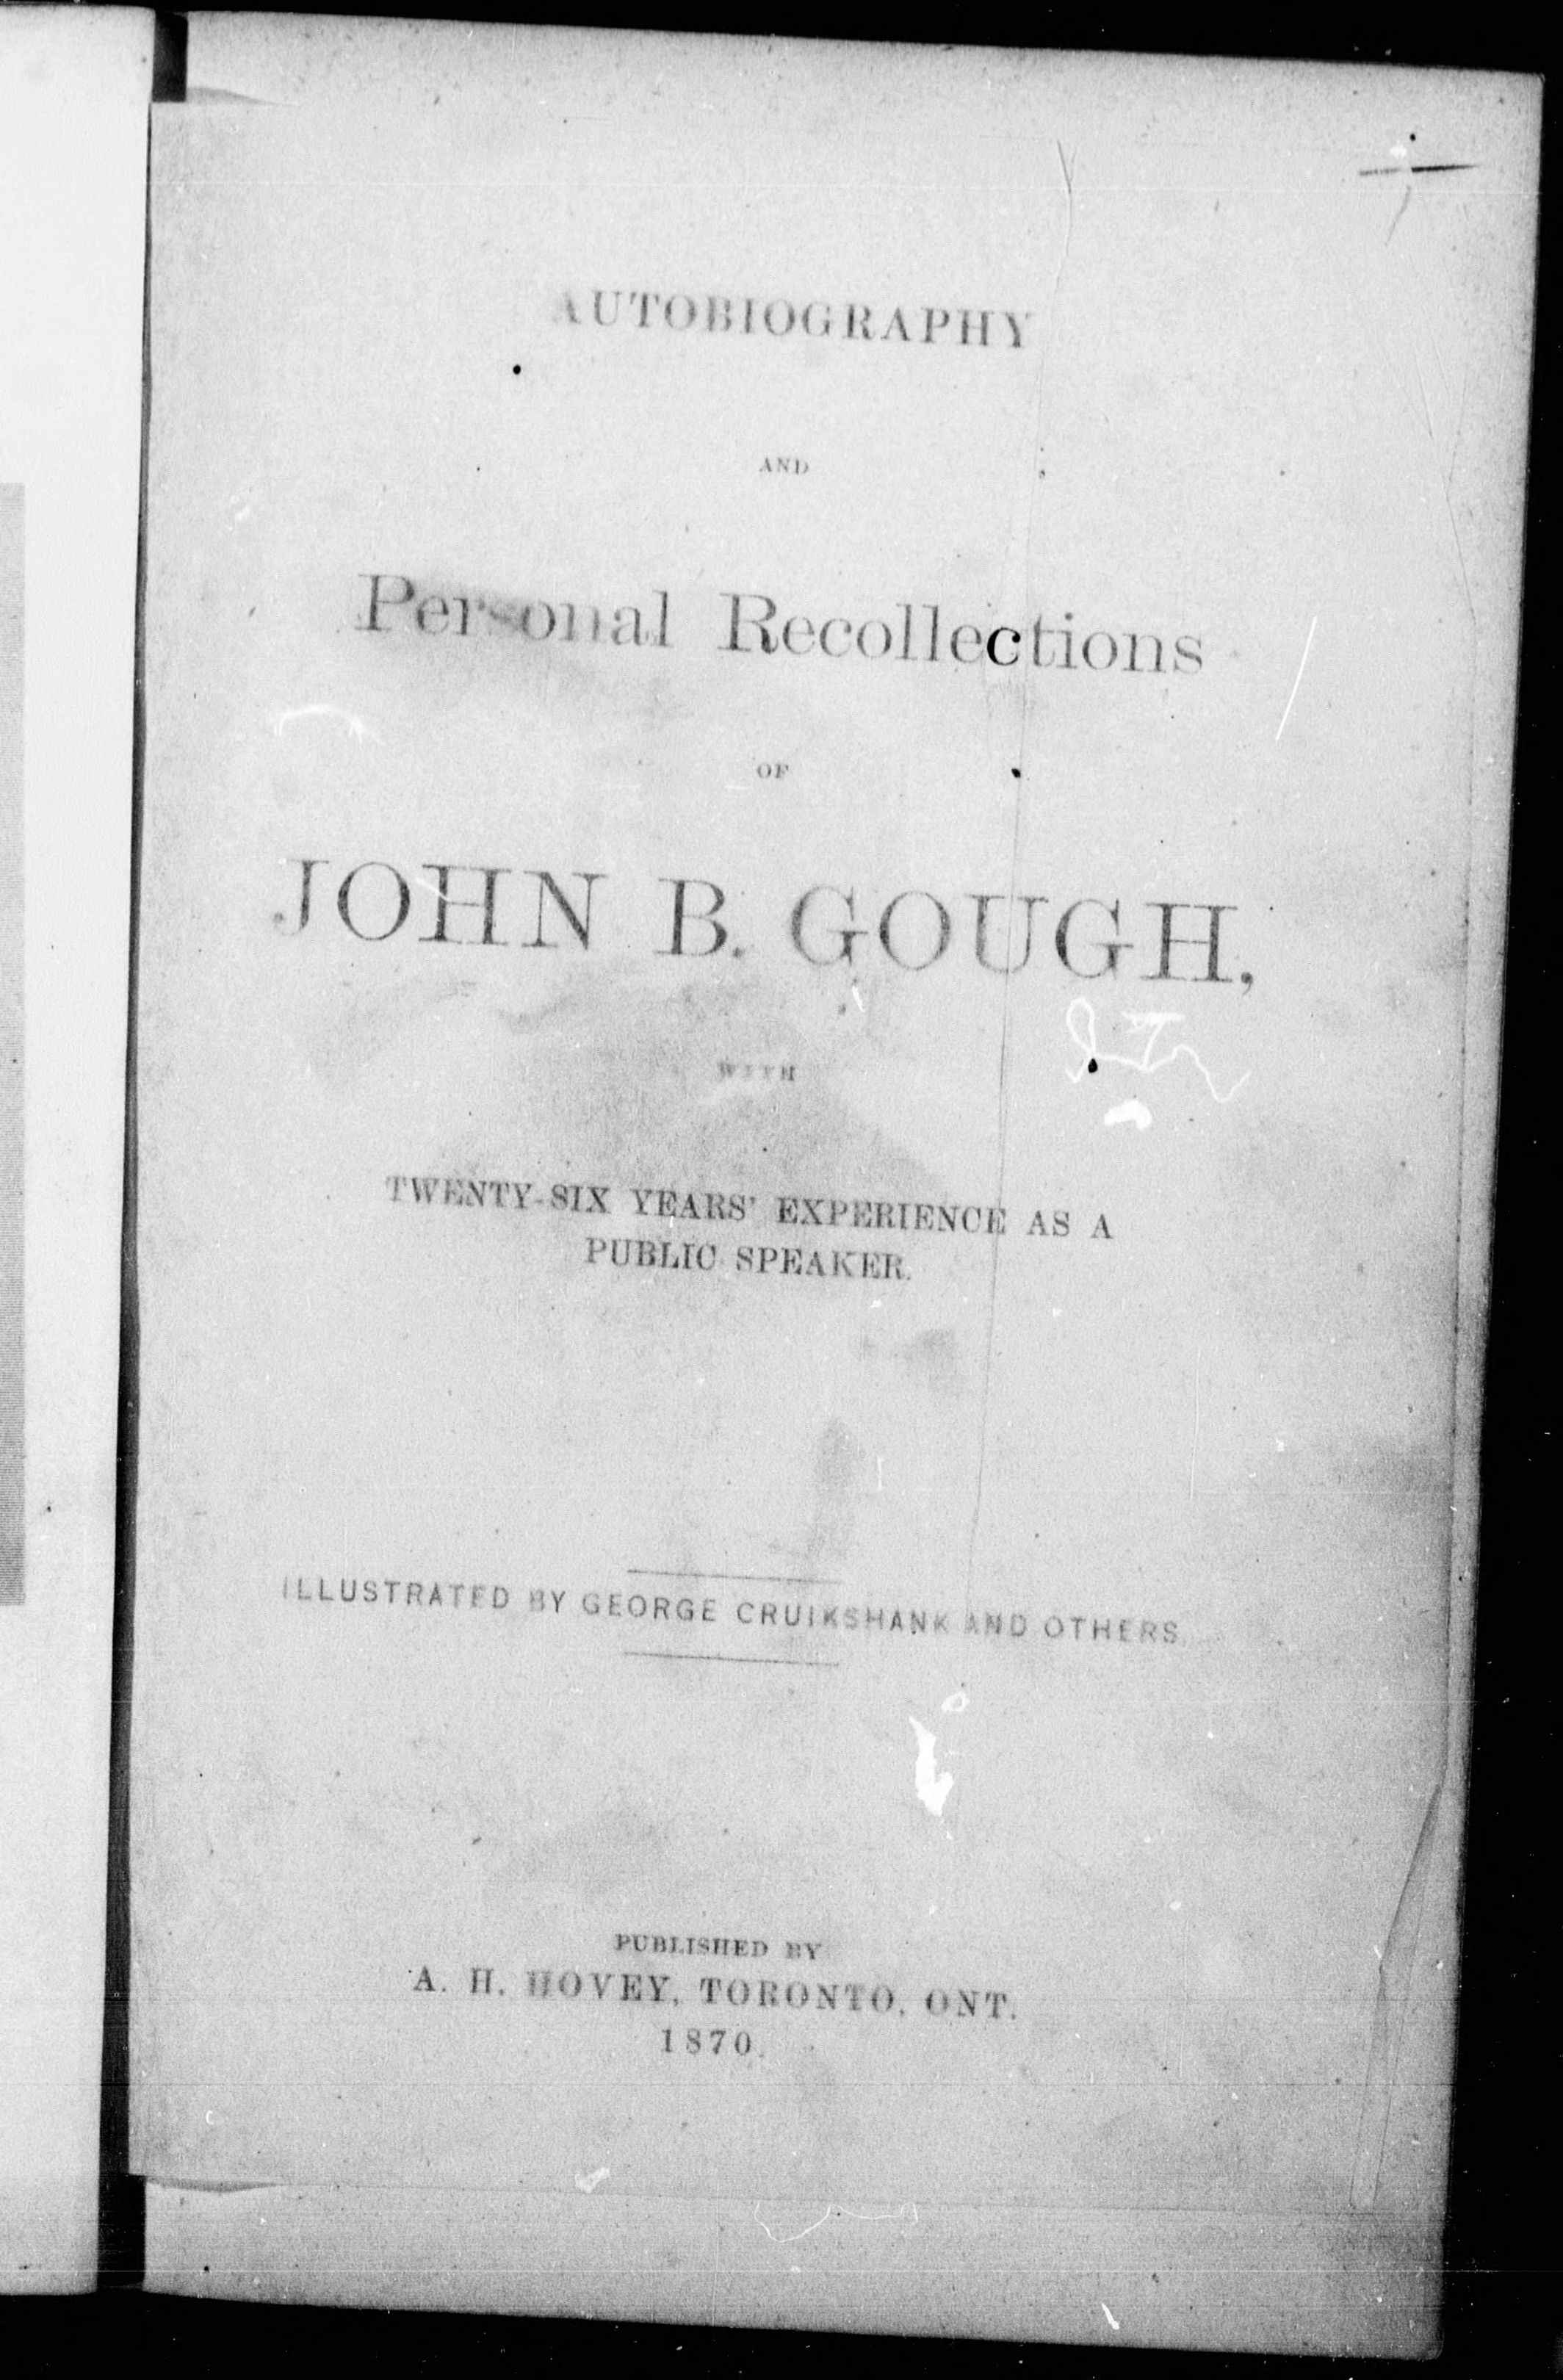 AUTOBIOGRAPHY
AND
Personal Recollections
OF
JOHN B. GOUGH,
WITH
TWENTY-SIX YEARS' EXPERIENCE AS A
PUBLIC SPEAKER.
ILLUSTRATED BY GEORGE CRUIKSHANK AND OTHERS
PUBLISHED BY
A. H. HOVEY, TORONTO, ONT.
1870.